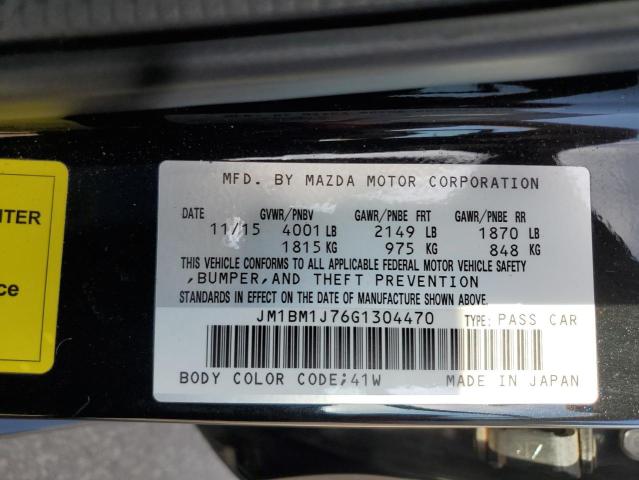 MFD. BY MAZDA MOTOR CORPORATION
DATE GVWR/PNBV GAWR/PNBE FRT GAWR/PNBE RR
11/15 4001 LB 2149 LB 1870 LB
1815 KG 975 KG 848 KG
THIS VEHICLE CONFORMS TO ALL APPLICABLE FEDERAL MOTOR VEHICLE SAFETY
,BUMPER,AND THEFT PREVENTION
STANDARDS IN EFFECT ON THE DATE OF MANUFACTURE SHOWN ABOVE.
JM1BM1J76G1304470 TYPE: PASS CAR
BODY COLOR CODE;41W MADE IN JAPAN